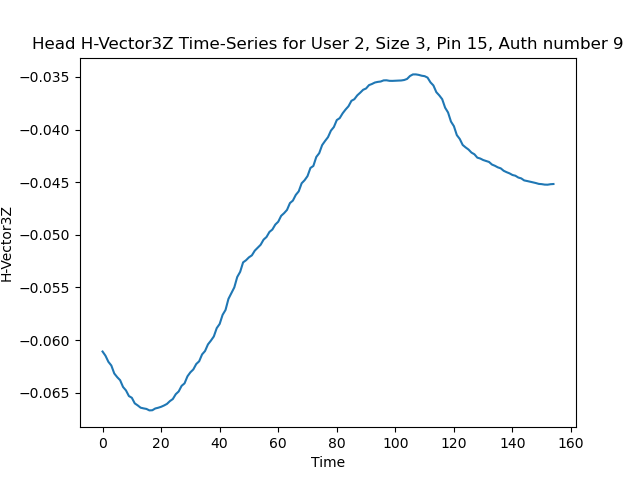 Head H-Vector3Z Time-Series for User 2, Size 3, Pin 15, Auth number 9
−0.035
−0.040
−0.045
−0.050
−0.055
−0.060
−0.065
H-Vector3Z
0 20 40 60 80 100 120 140 160
Time